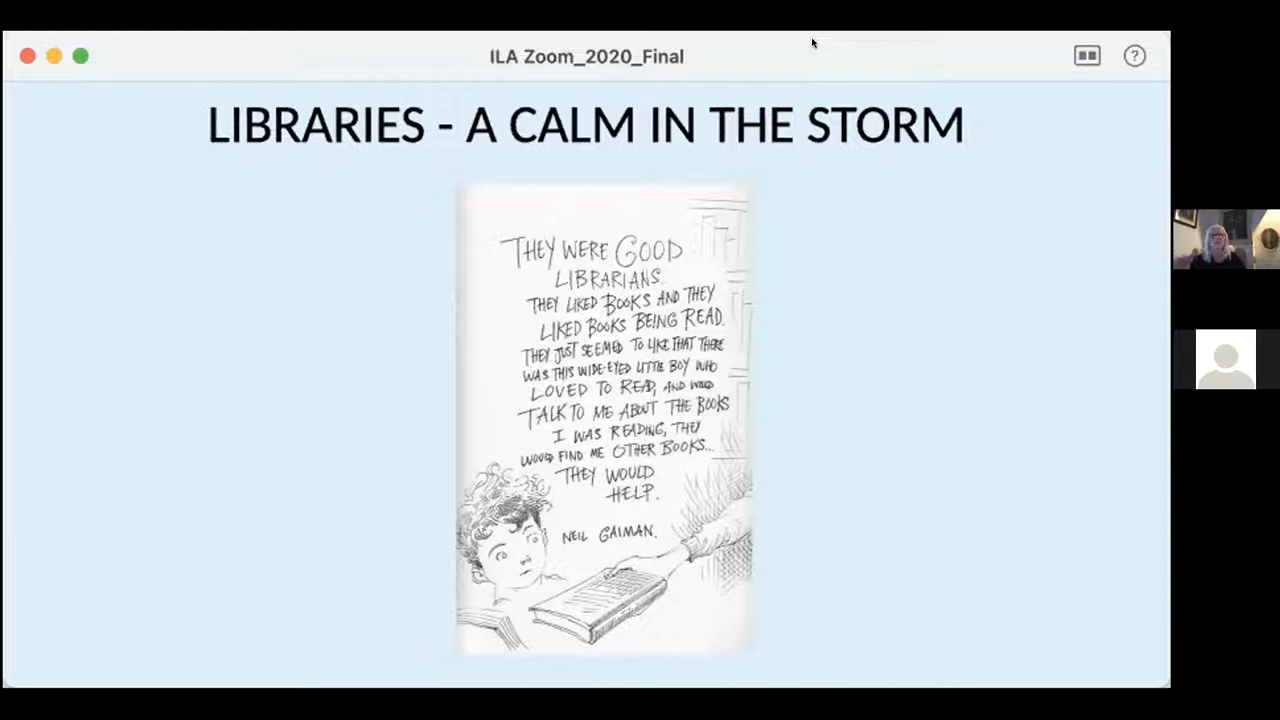 ILA Zoom_2020_Final
?
LIBRARIES - A CALM IN THE STORM
THEY WERE GOOD
LIBRARIANS.
THEY LIKED BOOKS AND THEY
LIKED BOOKS BEING READ.
THEY JUST SEEMED TO LIKE THAT THERE
WAS THIS WIDE-EYED LITTLE BOY WHO
LOVED TO READ, AND WOULD
TALK TO ME ABOUT THE BOOKS
I WAS READING, THEY
WOULD FIND ME OTHER BOOKS...
THEY WOULD
HELP.
NEIL GAIMAN.